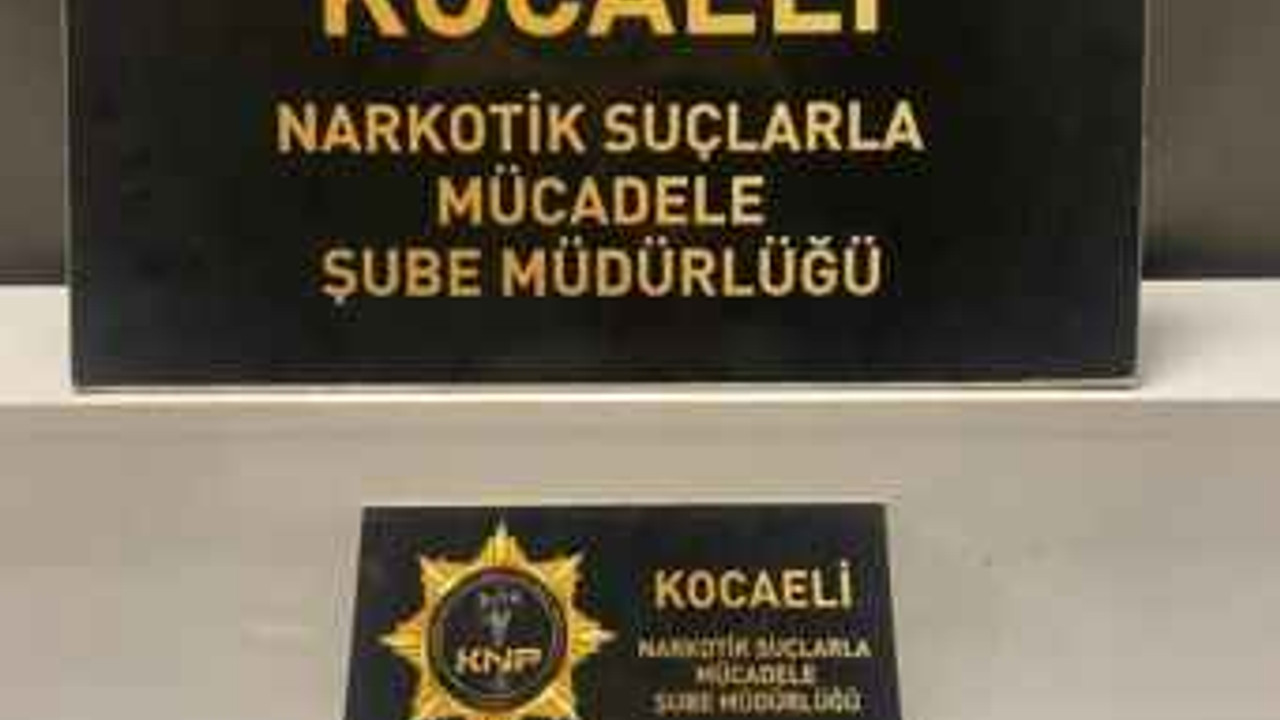 KOCAELİ
NARKOTİK SUÇLARLA
MÜCADELE
ŞUBE MÜDÜRLÜĞÜ
KNP
KOCAELİ
NARKOTİK SUÇLARLA
MÜCADELE
ŞUBE MÜDÜRLÜĞÜ